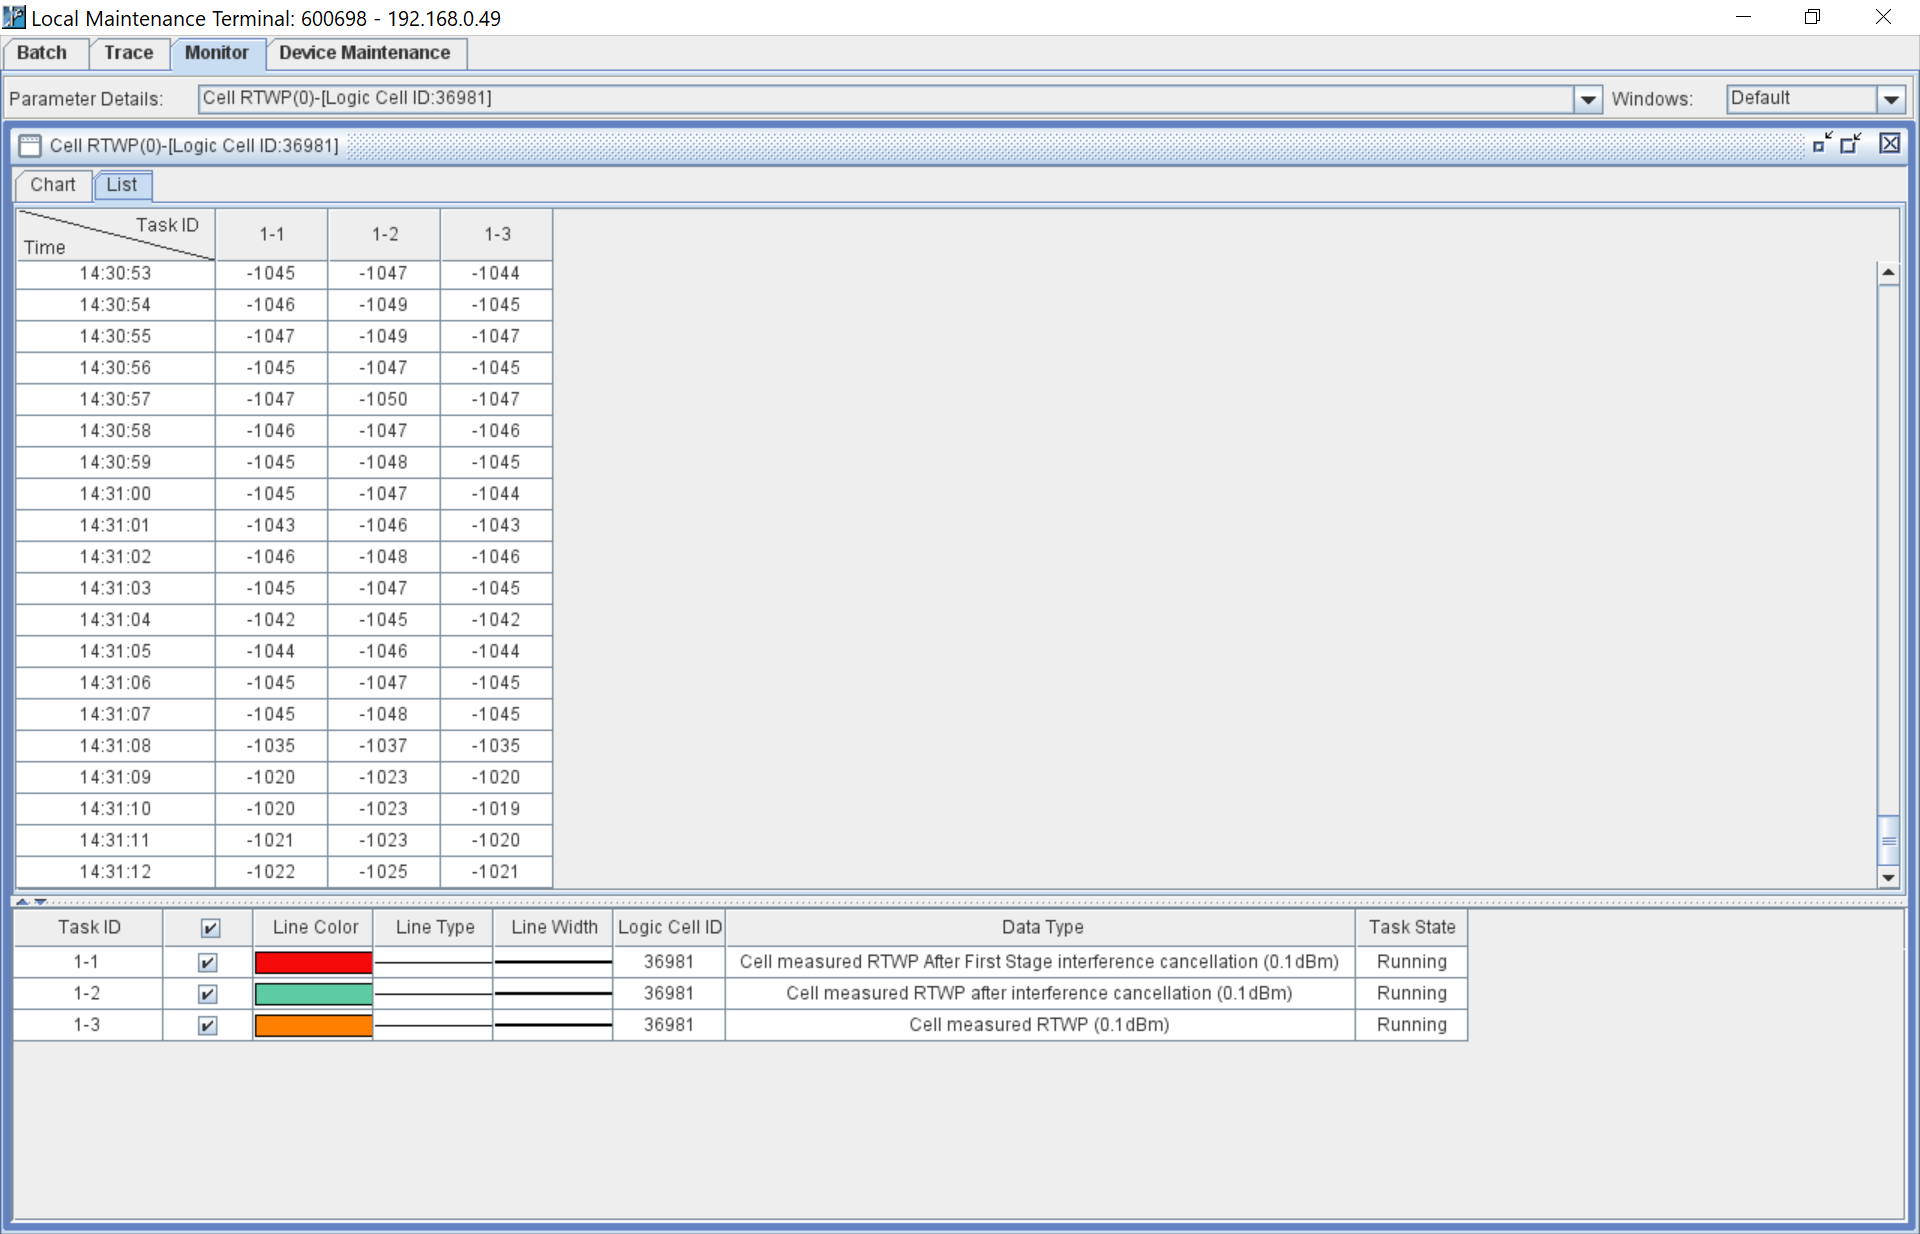 Local Maintenance Terminal: 600698 - 192.168.0.49
Batch Trace Monitor Device Maintenance
Parameter Details: Cell RTWP(0)-[Logic Cell ID:36981] Windows: Default
Cell RTWP(0)-[Logic Cell ID:36981]
Chart List
Task ID
Time 1-1 1-2 1-3
14:30:53 -1045 -1047 -1044
14:30:54 -1046 -1049 -1045
14:30:55 -1047 -1049 -1047
14:30:56 -1045 -1047 -1045
14:30:57 -1047 -1050 -1047
14:30:58 -1046 -1047 -1046
14:30:59 -1045 -1048 -1045
14:31:00 -1045 -1047 -1044
14:31:01 -1043 -1046 -1043
14:31:02 -1046 -1048 -1046
14:31:03 -1045 -1047 -1045
14:31:04 -1042 -1045 -1042
14:31:05 -1044 -1046 -1044
14:31:06 -1045 -1047 -1045
14:31:07 -1045 -1048 -1045
14:31:08 -1035 -1037 -1035
14:31:09 -1020 -1023 -1020
14:31:10 -1020 -1023 -1019
14:31:11 -1021 -1023 -1020
14:31:12 -1022 -1025 -1021
Task ID Line Color Line Type Line Width Logic Cell ID Data Type Task State
1-1 36981 Cell measured RTWP After First Stage interference cancellation (0.1dBm) Running
1-2 36981 Cell measured RTWP after interference cancellation (0.1dBm) Running
1-3 36981 Cell measured RTWP (0.1dBm) Running